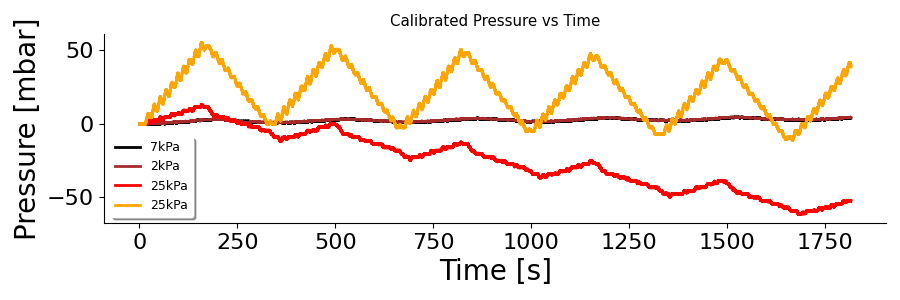 Calibrated Pressure vs Time
Pressure [mbar]
50
0
−50
7kPa
2kPa
25kPa
25kPa
0 250 500 750 1000 1250 1500 1750
Time [s]